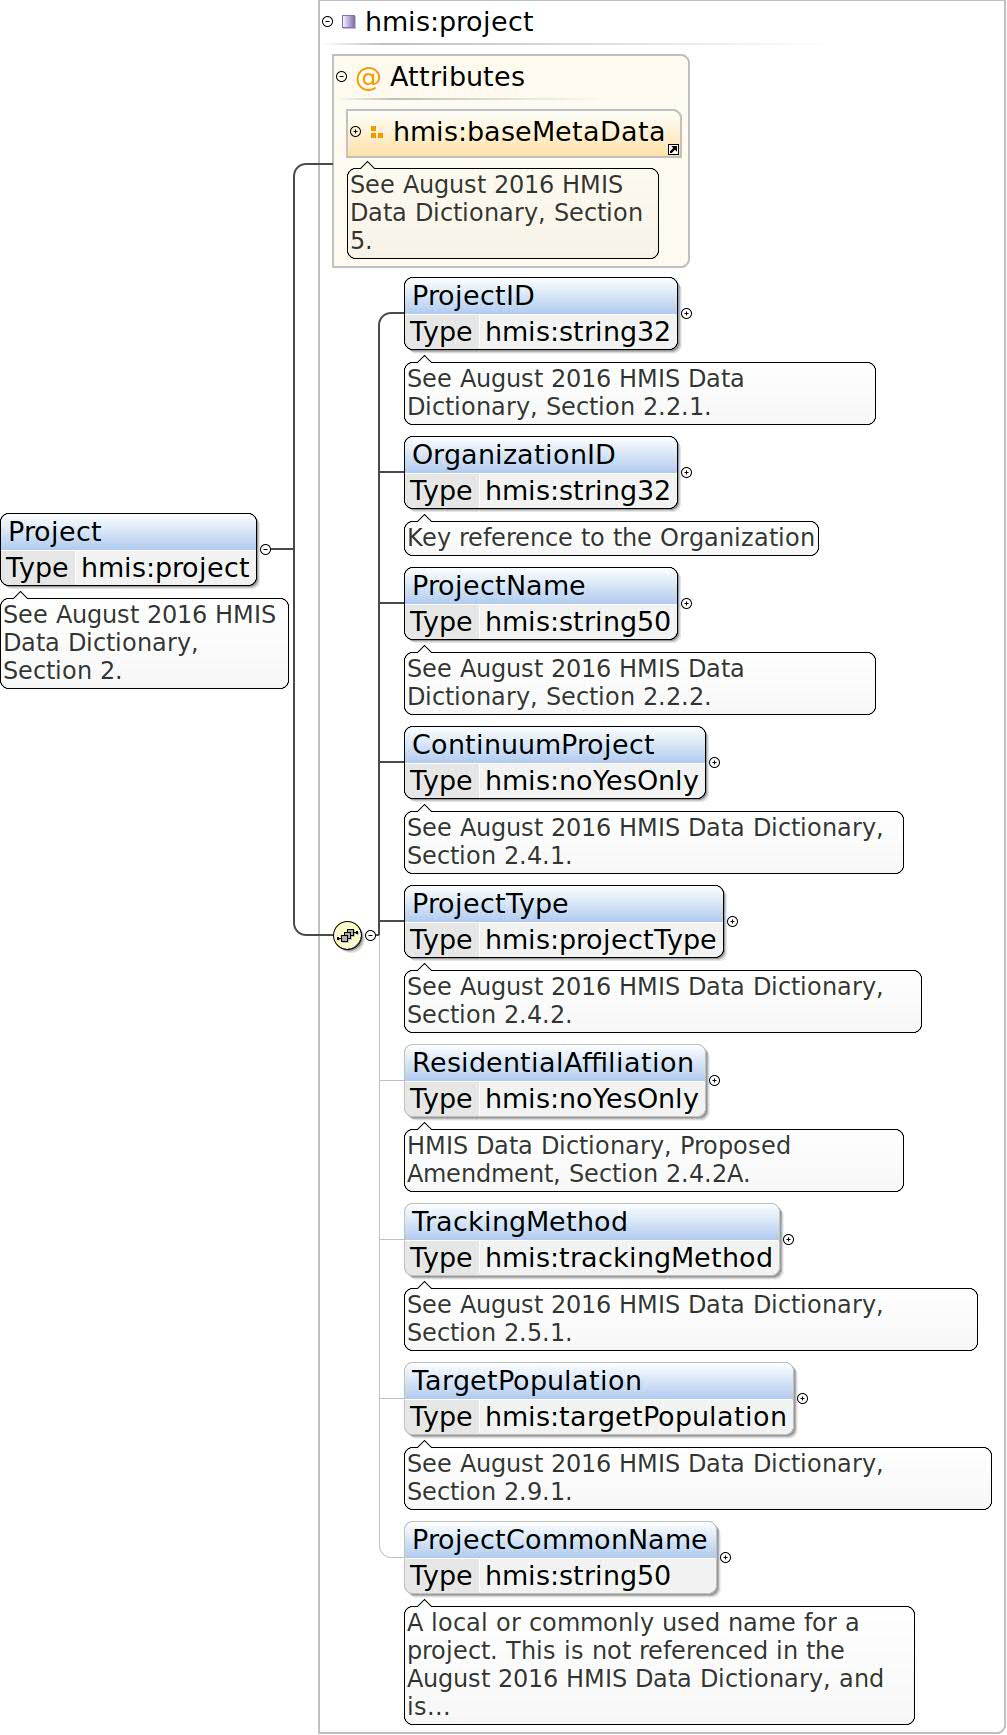 hmis:project
@ Attributes
hmis:baseMetaData
See August 2016 HMIS
Data Dictionary, Section
5.
ProjectID
Type hmis:string32
See August 2016 HMIS Data
Dictionary, Section 2.2.1.
OrganizationID
Type hmis:string32
Key reference to the Organization
Project
Type hmis:project
See August 2016 HMIS
Data Dictionary,
Section 2.
ProjectName
Type hmis:string50
See August 2016 HMIS Data
Dictionary, Section 2.2.2.
ContinuumProject
Type hmis:noYesOnly
See August 2016 HMIS Data Dictionary,
Section 2.4.1.
ProjectType
Type hmis:projectType
See August 2016 HMIS Data Dictionary,
Section 2.4.2.
ResidentialAffiliation
Type hmis:noYesOnly
HMIS Data Dictionary, Proposed
Amendment, Section 2.4.2A.
TrackingMethod
Type hmis:trackingMethod
See August 2016 HMIS Data Dictionary,
Section 2.5.1.
TargetPopulation
Type hmis:targetPopulation
See August 2016 HMIS Data Dictionary,
Section 2.9.1.
ProjectCommonName
Type hmis:string50
A local or commonly used name for a
project. This is not referenced in the
August 2016 HMIS Data Dictionary, and
is...